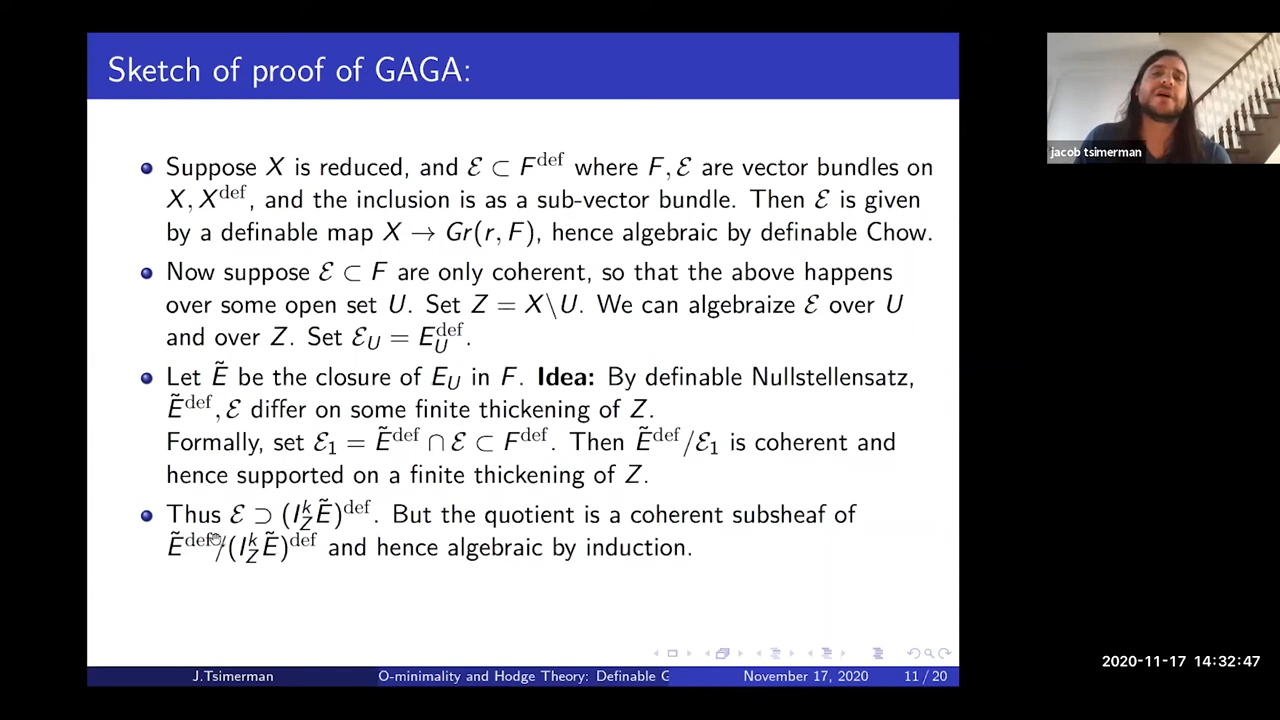 Sketch of proof of GAGA:
Suppose X is reduced, and ℰ ⊂ F^def where F, ℰ are vector bundles on
X, X^def, and the inclusion is as a sub-vector bundle. Then ℰ is given
by a definable map X → Gr(r, F), hence algebraic by definable Chow.
Now suppose ℰ ⊂ F are only coherent, so that the above happens
over some open set U. Set Z = X\U. We can algebraize ℰ over U
and over Z. Set ℰ_U = E_U^def.
Let Ẽ be the closure of E_U in F. Idea: By definable Nullstellensatz,
Ẽ^def, ℰ differ on some finite thickening of Z.
Formally, set ℰ_1 = Ẽ^def ∩ ℰ ⊂ F^def. Then Ẽ^def/ℰ_1 is coherent and
hence supported on a finite thickening of Z.
Thus ℰ ⊃ (I_Z^k Ẽ)^def. But the quotient is a coherent subsheaf of
Ẽ^def/(I_Z^k Ẽ)^def and hence algebraic by induction.
jacob tsimerman
2020-11-17 14:32:47
J.Tsimerman O-minimality and Hodge Theory: Definable G November 17, 2020 11 / 20